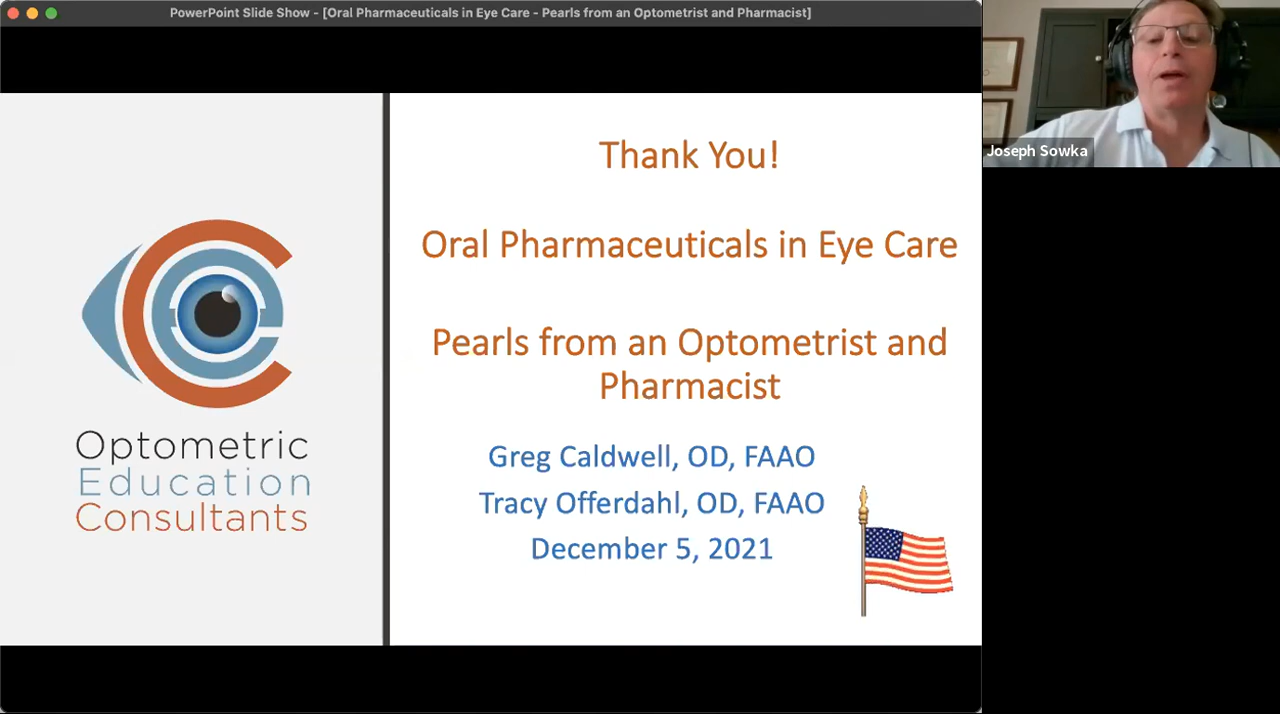 PowerPoint Slide Show - [Oral Pharmaceuticals in Eye Care - Pearls from an Optometrist and Pharmacist]
Thank You!
Oral Pharmaceuticals in Eye Care
Pearls from an Optometrist and
Pharmacist
Greg Caldwell, OD, FAAO
Tracy Offerdahl, OD, FAAO
December 5, 2021
Optometric
Education
Consultants
Joseph Sowka